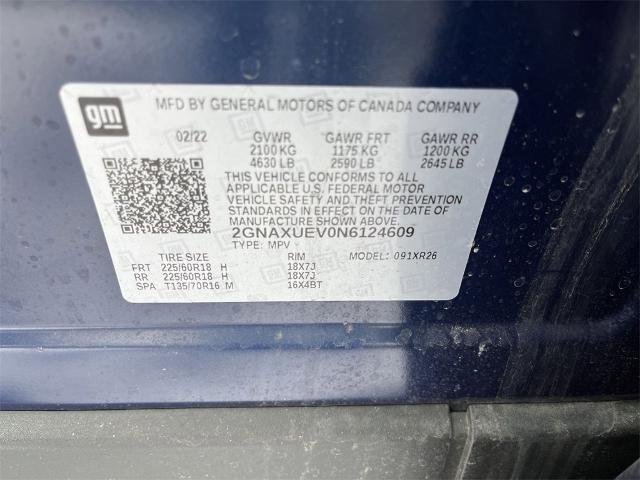 gm
MFD BY GENERAL MOTORS OF CANADA COMPANY
02/22 GVWR GAWR FRT GAWR RR
2100 KG 1175 KG 1200 KG
4630 LB 2590 LB 2645 LB
THIS VEHICLE CONFORMS TO ALL
APPLICABLE U.S. FEDERAL MOTOR
VEHICLE SAFETY AND THEFT PREVENTION
STANDARDS IN EFFECT ON THE DATE OF
MANUFACTURE SHOWN ABOVE.
2GNAXUEV0N6124609
TYPE: MPV MODEL: 091XR26
TIRE SIZE RIM
FRT 225/60R18 H 18X7J
RR 225/60R18 H 18X7J
SPA T135/70R16 M 16X4BT